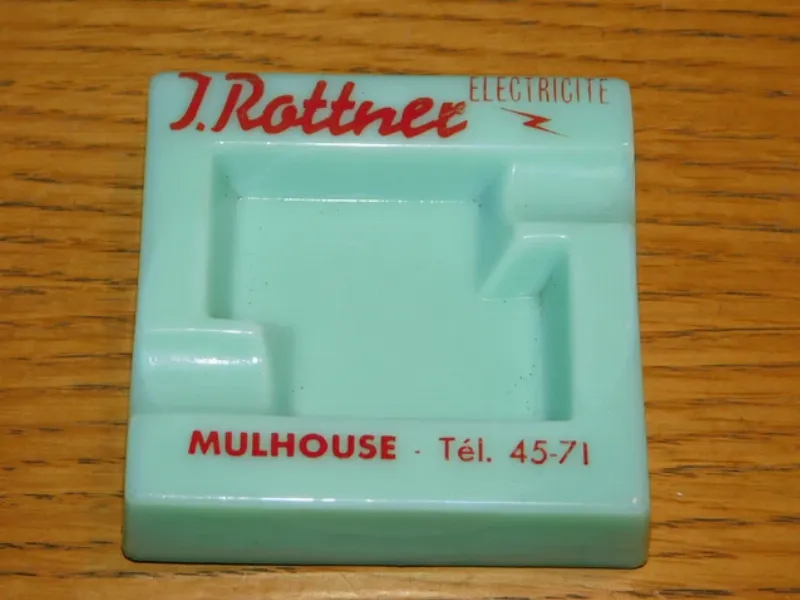 J. Rottner ELECTRICITE
MULHOUSE - Tél. 45-71